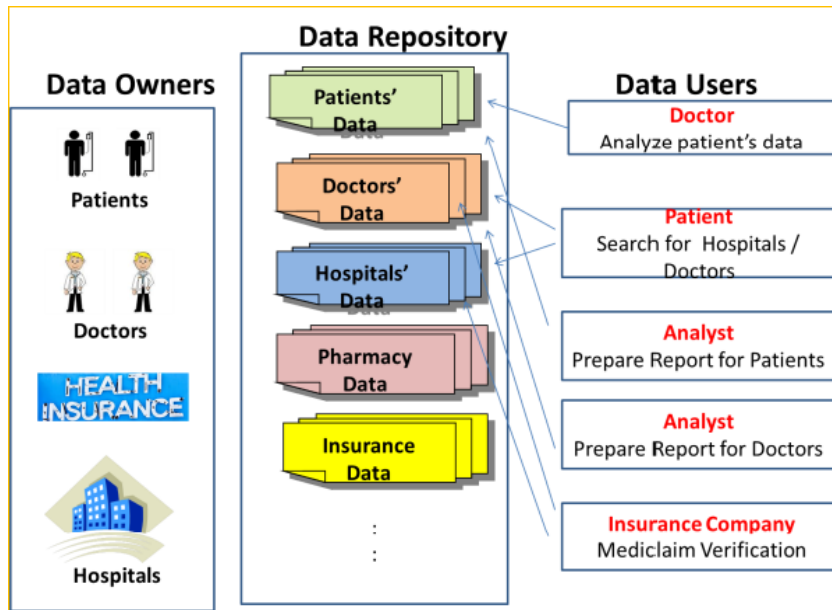 Data Repository
Data Owners
Data Users
Patients
Doctors
HEALTH
INSURANCE
Hospitals
Patients’
Data
Doctors’
Data
Hospitals’
Data
Pharmacy
Data
Insurance
Data
:
:
Doctor
Analyze patient’s data
Patient
Search for Hospitals /
Doctors
Analyst
Prepare Report for Patients
Analyst
Prepare Report for Doctors
Insurance Company
Mediclaim Verification